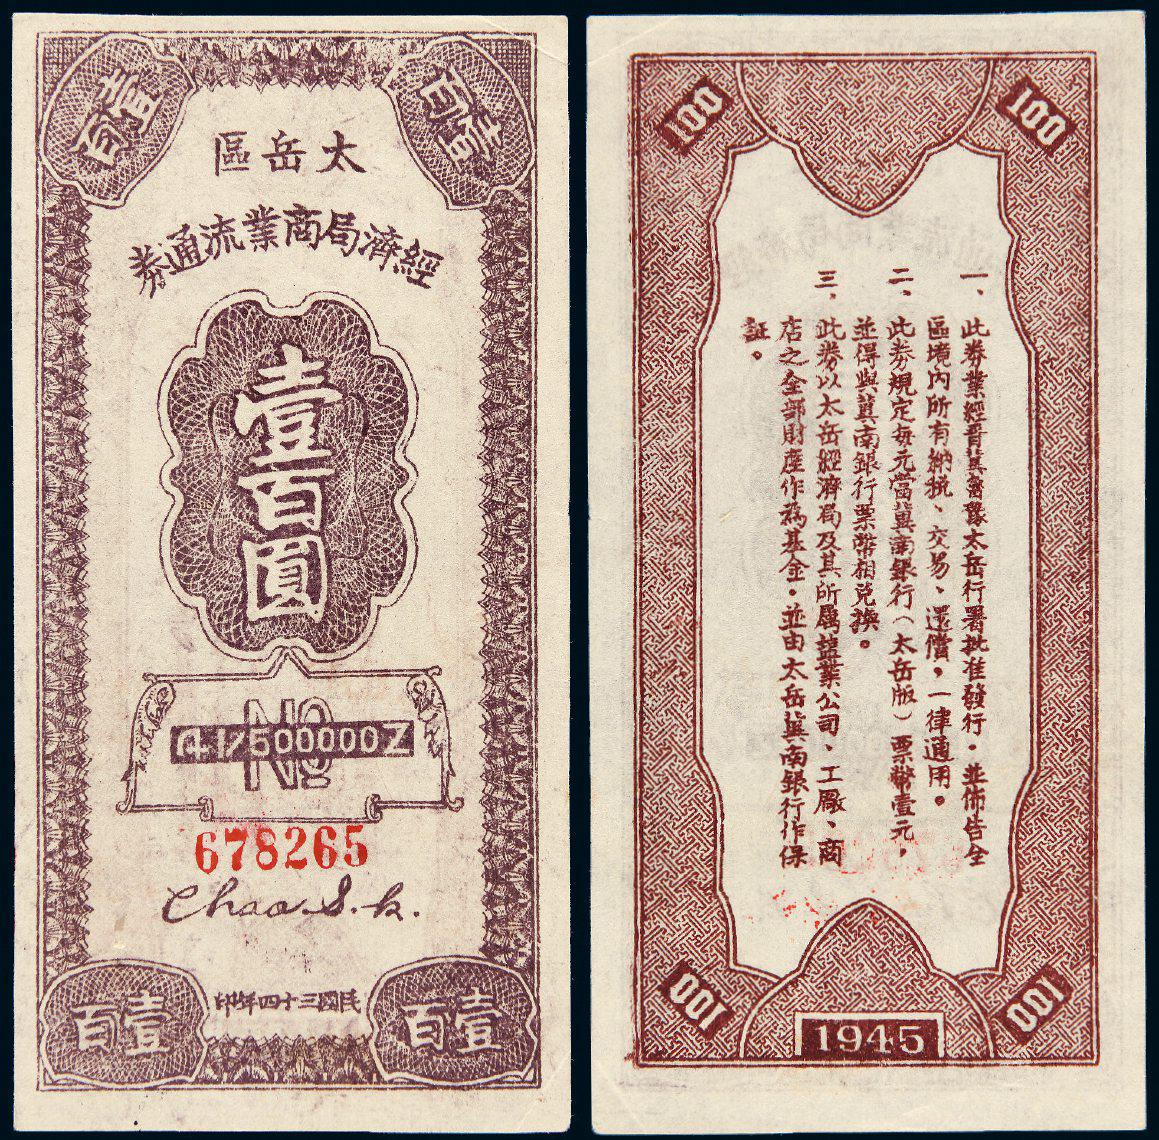 壹百
壹百
太岳區
經濟局商業流通券
壹百圓
№
678265
Chao. S. k.
民國三十四年印
壹百
壹百
100
100
一、此券業經晋冀魯豫太岳行署批准發行．並佈告全
區境內所有納稅、交易、還債，一律通用。
二、此券規定每元當冀南銀行（太岳版）票幣壹元，
並得與冀南銀行票幣相兌換。
三、此券以太岳經濟局及其所屬 業公司、工厰、商
店之全部財產作為基金．並由太岳冀南銀行作保
証。
100
100
1945